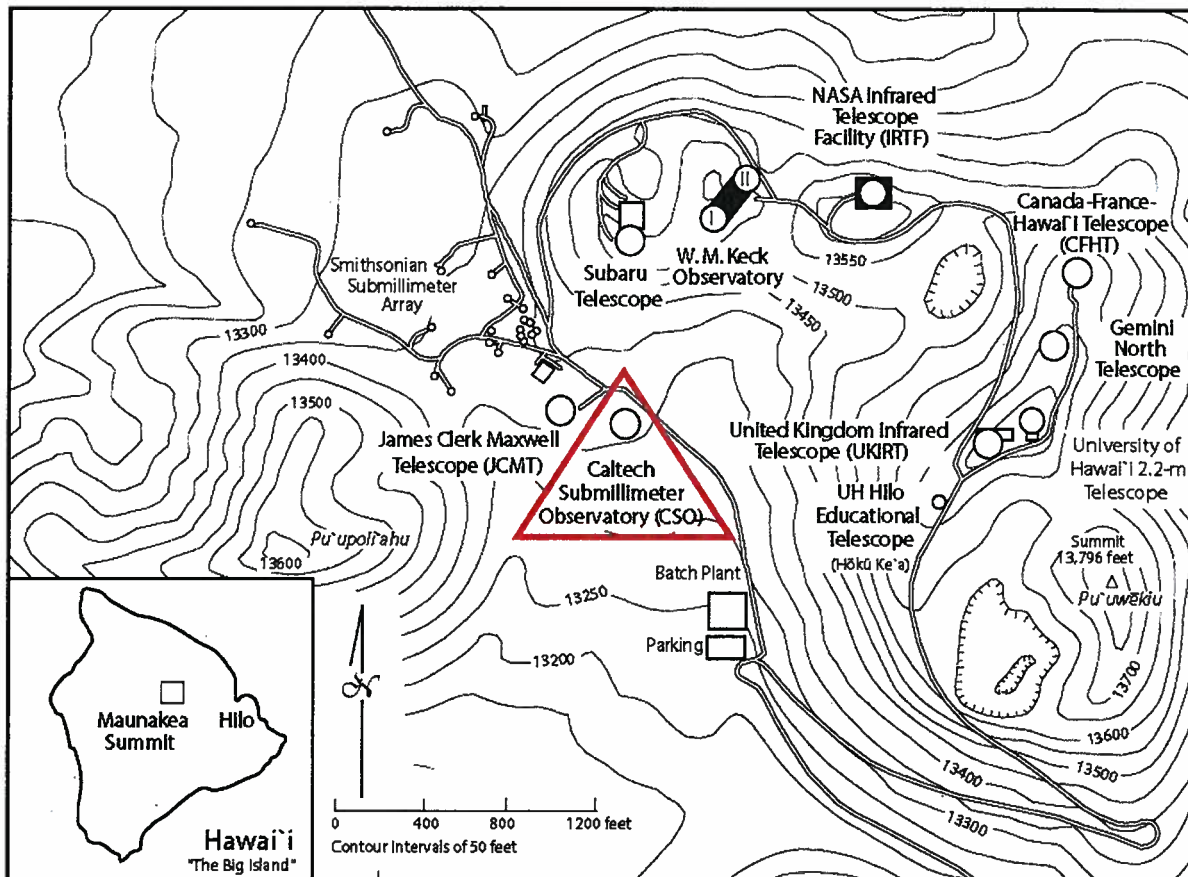 NASA Infrared
Telescope
Facility (IRTF)
Canada-France-
Hawai`i Telescope
(CFHT)
II
I
W. M. Keck
Observatory
Subaru
Telescope
13550
13500
13450
Smithsonian
Submillimeter
Array
13300
13400
13500
Gemini
North
Telescope
James Clerk Maxwell
Telescope (JCMT)
United Kingdom Infrared
Telescope (UKIRT)
University of
Hawai`i 2.2-m
Telescope
Caltech
Submillimeter
Observatory (CSO)
UH Hilo
Educational
Telescope
(Hōkū Ke`a)
Pu`upoli`ahu
13600
Summit
13,796 feet
Pu`uwekiu
Batch Plant
Parking
13250
13200
13700
13600
13500
13400
13300
Maunakea
Summit
Hilo
Hawai`i
"The Big Island"
0 400 800 1200 feet
Contour Intervals of 50 feet